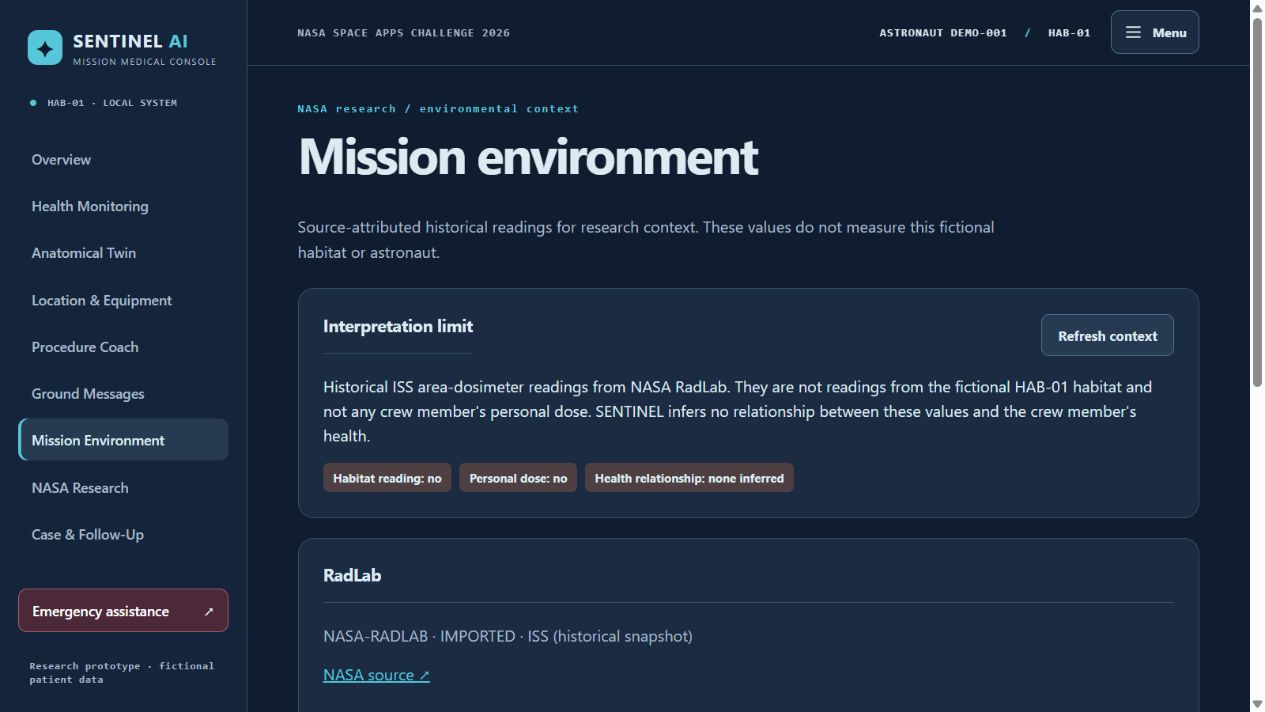 SENTINEL AI
MISSION MEDICAL CONSOLE
HAB-01 · LOCAL SYSTEM
Overview
Health Monitoring
Anatomical Twin
Location & Equipment
Procedure Coach
Ground Messages
Mission Environment
NASA Research
Case & Follow-Up
Emergency assistance ↗
Research prototype · fictional
patient data
NASA SPACE APPS CHALLENGE 2026
ASTRONAUT DEMO-001 / HAB-01
Menu
NASA research / environmental context
Mission environment
Source-attributed historical readings for research context. These values do not measure this fictional
habitat or astronaut.
Interpretation limit
Refresh context
Historical ISS area-dosimeter readings from NASA RadLab. They are not readings from the fictional HAB-01 habitat and
not any crew member's personal dose. SENTINEL infers no relationship between these values and the crew member's
health.
Habitat reading: no
Personal dose: no
Health relationship: none inferred
RadLab
NASA-RADLAB · IMPORTED · ISS (historical snapshot)
NASA source ↗